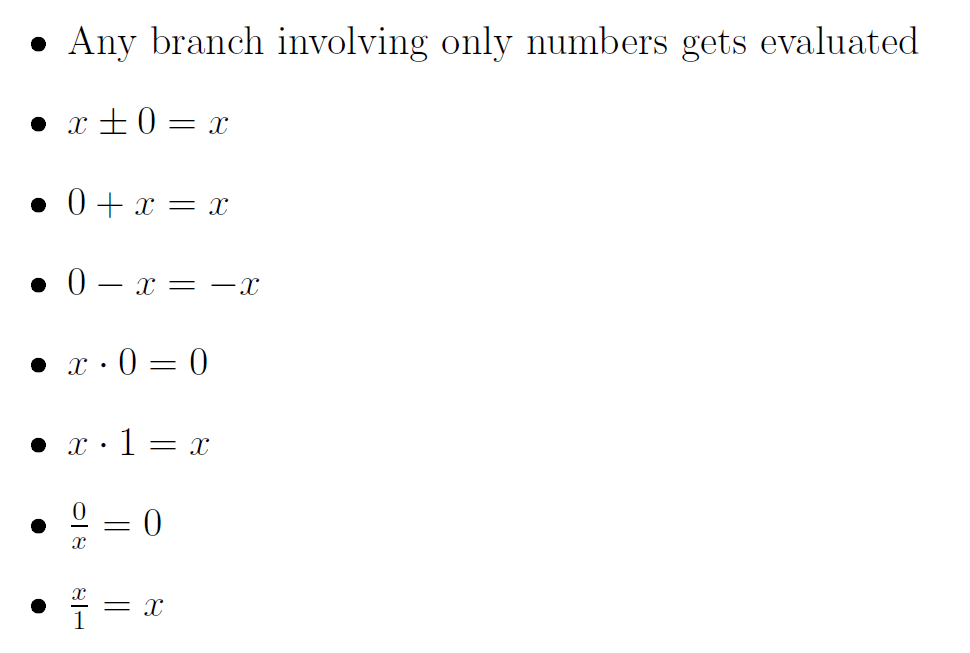 • Any branch involving only numbers gets evaluated
• x ± 0 = x
• 0 + x = x
• 0 − x = −x
• x · 0 = 0
• x · 1 = x
• 0/x = 0
• x/1 = x